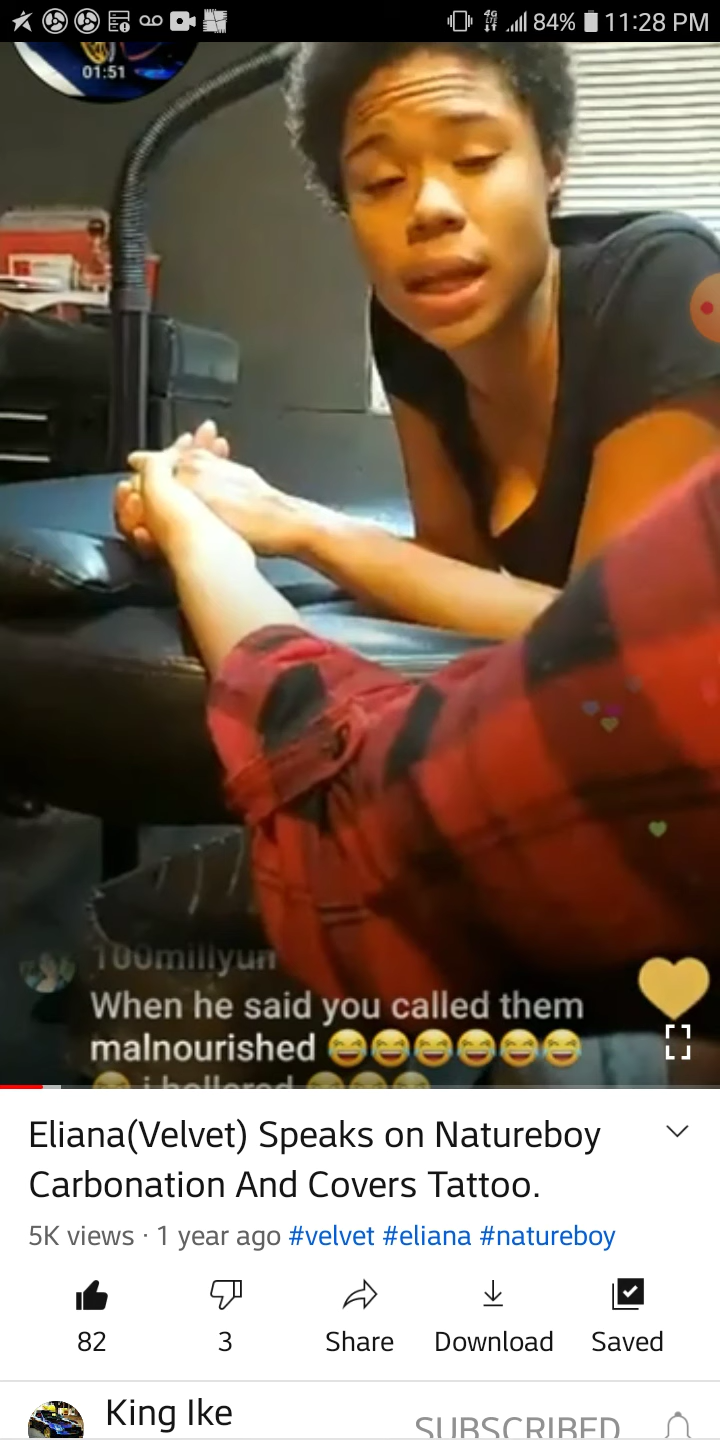 84% 11:28 PM
01:51
100millyun
When he said you called them
malnourished 😂😂😂😂😂😂
😂 i hollered 😂😂😂
Eliana(Velvet) Speaks on Natureboy
Carbonation And Covers Tattoo.
5K views · 1 year ago #velvet #eliana #natureboy
82 3 Share Download Saved
King Ike
SUBSCRIBED